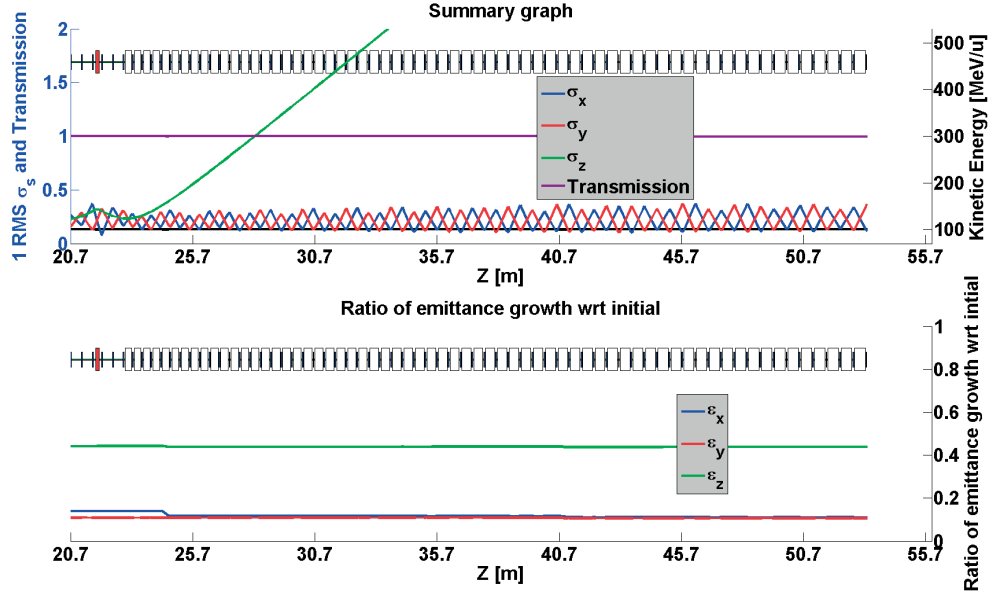 Summary graph
1 RMS σs and Transmission
2
1.5
1
0.5
0
500
400
300
200
100
Kinetic Energy [MeV/u]
σx
σy
σz
Transmission
20.7 25.7 30.7 35.7 40.7 45.7 50.7 55.7
Z [m]
Ratio of emittance growth wrt initial
1
0.8
0.6
0.4
0.2
0
Ratio of emittance growth wrt intial
εx
εy
εz
20.7 25.7 30.7 35.7 40.7 45.7 50.7 55.7
Z [m]